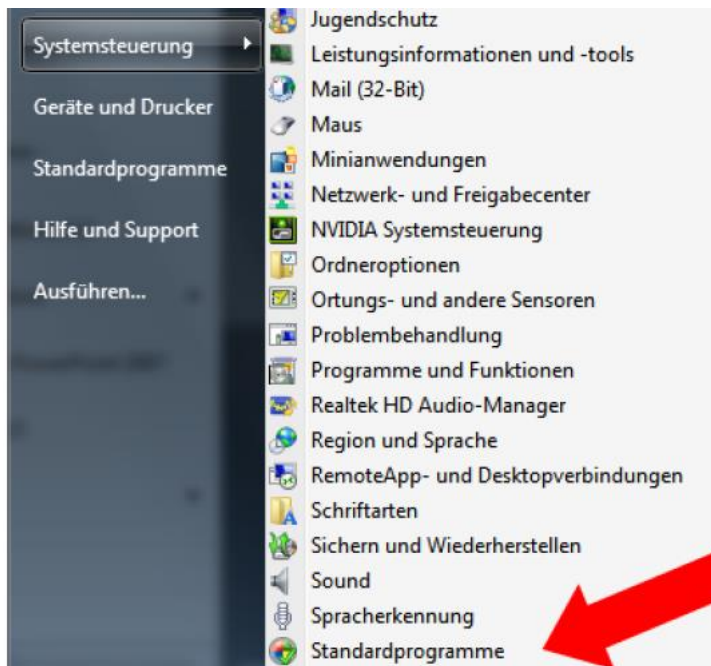 Systemsteuerung
Geräte und Drucker
Standardprogramme
Hilfe und Support
Ausführen...
Jugendschutz
Leistungsinformationen und -tools
Mail (32-Bit)
Maus
Minianwendungen
Netzwerk- und Freigabecenter
NVIDIA Systemsteuerung
Ordneroptionen
Ortungs- und andere Sensoren
Problembehandlung
Programme und Funktionen
Realtek HD Audio-Manager
Region und Sprache
RemoteApp- und Desktopverbindungen
Schriftarten
Sichern und Wiederherstellen
Sound
Spracherkennung
Standardprogramme